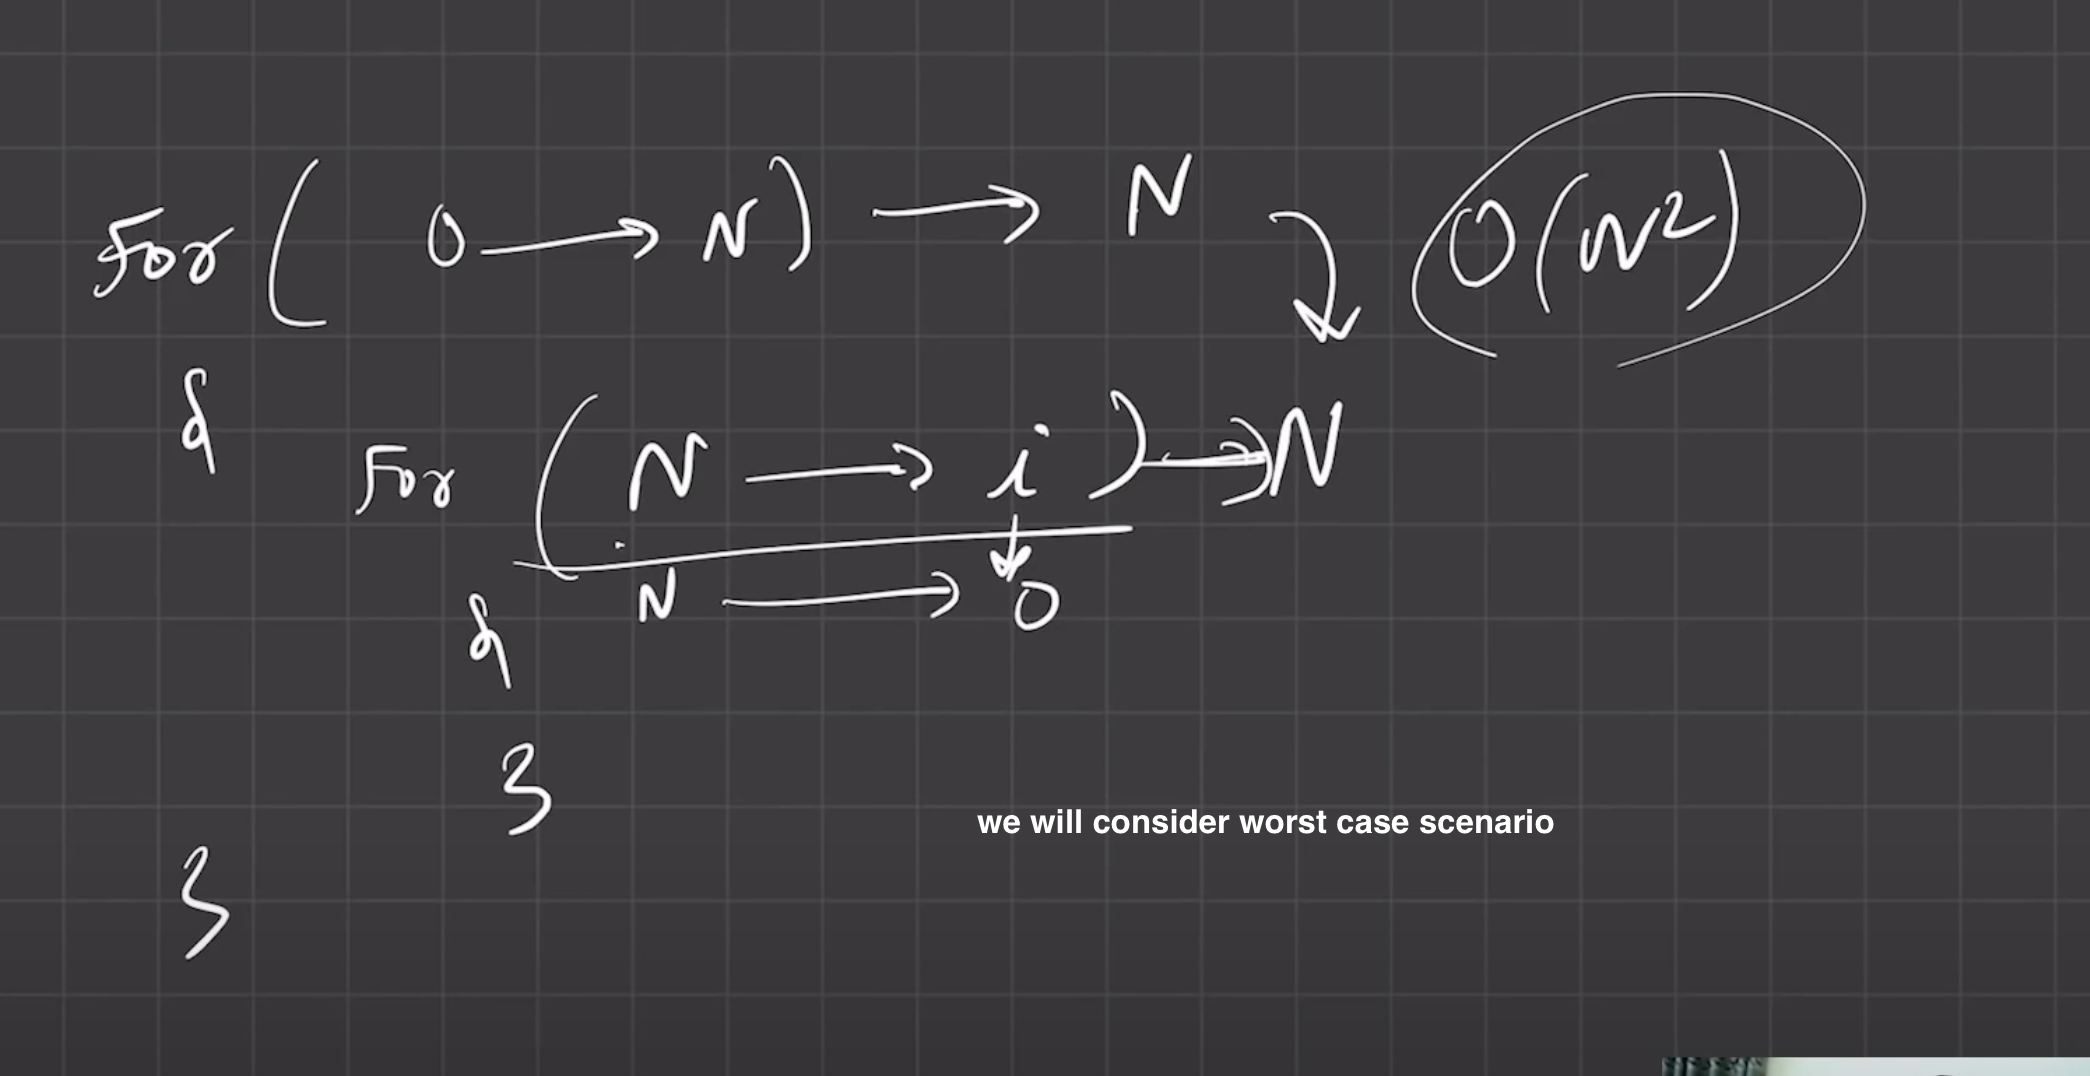 For ( 0 → N) → N
O(N²)
{
For (N → i) → N
N → 0
{
}
we will consider worst case scenario
}